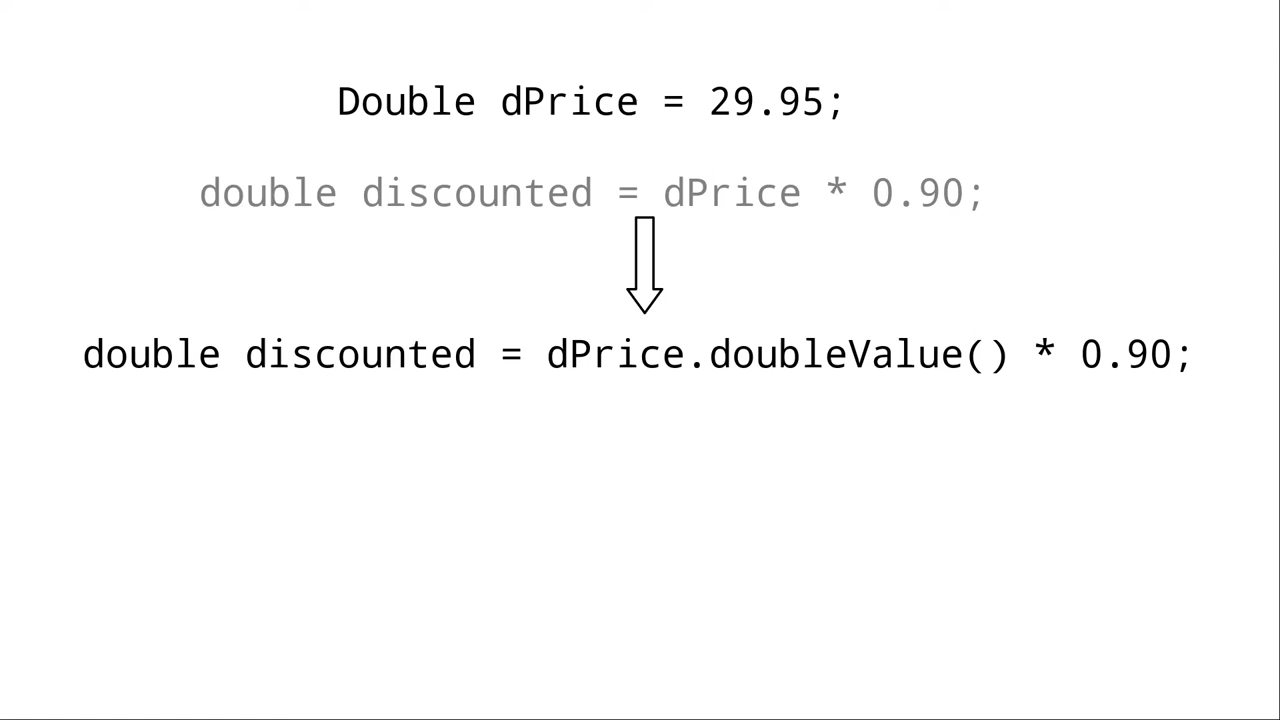 Double dPrice = 29.95;
double discounted = dPrice * 0.90;
double discounted = dPrice.doubleValue() * 0.90;